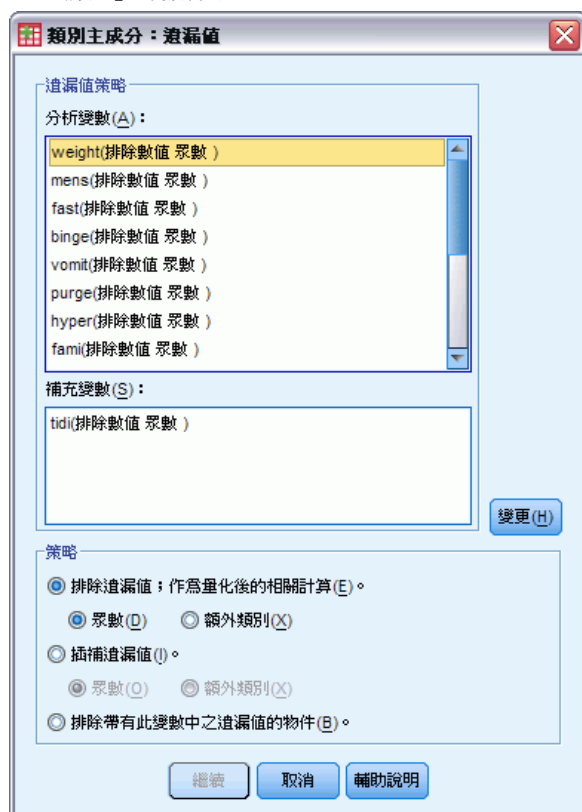 類別主成分：遺漏值
遺漏值策略
分析變數(A)：
weight(排除數值 眾數 )
mens(排除數值 眾數 )
fast(排除數值 眾數 )
binge(排除數值 眾數 )
vomit(排除數值 眾數 )
purge(排除數值 眾數 )
hyper(排除數值 眾數 )
fami(排除數值 眾數 )
補充變數(S)：
tidi(排除數值 眾數 )
變更(H)
策略
排除遺漏值；作為量化後的相關計算(E)。
眾數(D) 額外類別(X)
插補遺漏值(I)。
眾數(O) 額外類別(X)
排除帶有此變數中之遺漏值的物件(B)。
繼續 取消 輔助說明